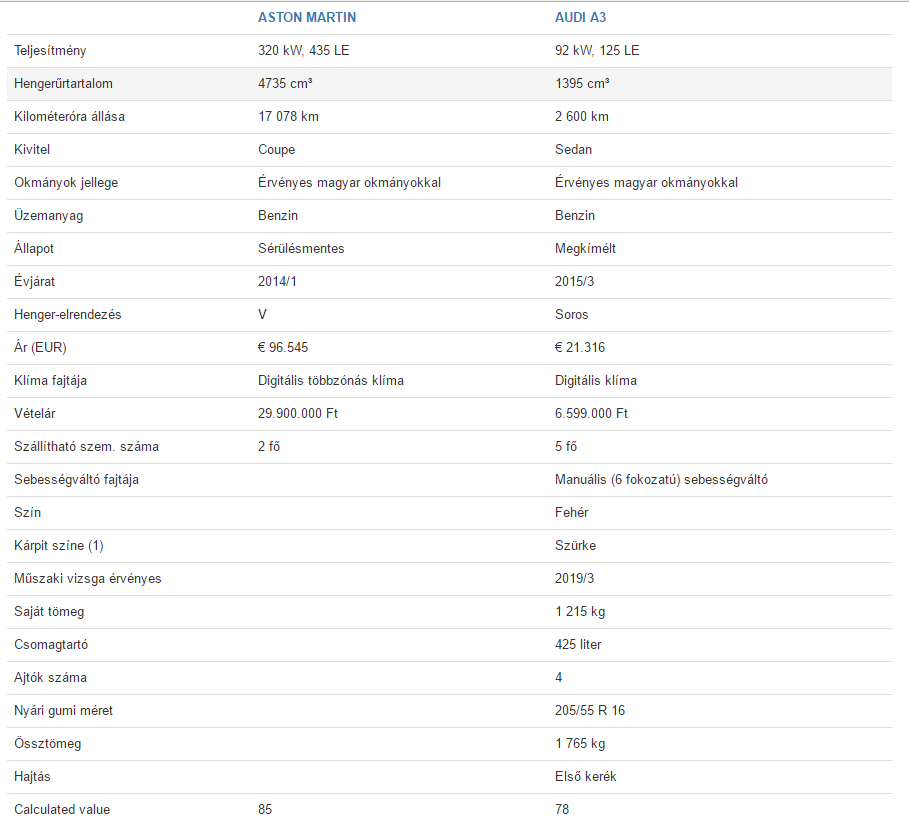 ASTON MARTIN AUDI A3
Teljesítmény 320 kW, 435 LE 92 kW, 125 LE
Hengerűrtartalom 4735 cm³ 1395 cm³
Kilométeróra állása 17 078 km 2 600 km
Kivitel Coupe Sedan
Okmányok jellege Érvényes magyar okmányokkal Érvényes magyar okmányokkal
Üzemanyag Benzin Benzin
Állapot Sérülésmentes Megkímélt
Évjárat 2014/1 2015/3
Henger-elrendezés V Soros
Ár (EUR) € 96.545 € 21.316
Klíma fajtája Digitális többzónás klíma Digitális klíma
Vételár 29.900.000 Ft 6.599.000 Ft
Szállítható szem. száma 2 fő 5 fő
Sebességváltó fajtája Manuális (6 fokozatú) sebességváltó
Szín Fehér
Kárpit színe (1) Szürke
Műszaki vizsga érvényes 2019/3
Saját tömeg 1 215 kg
Csomagtartó 425 liter
Ajtók száma 4
Nyári gumi méret 205/55 R 16
Össztömeg 1 765 kg
Hajtás Első kerék
Calculated value 85 78